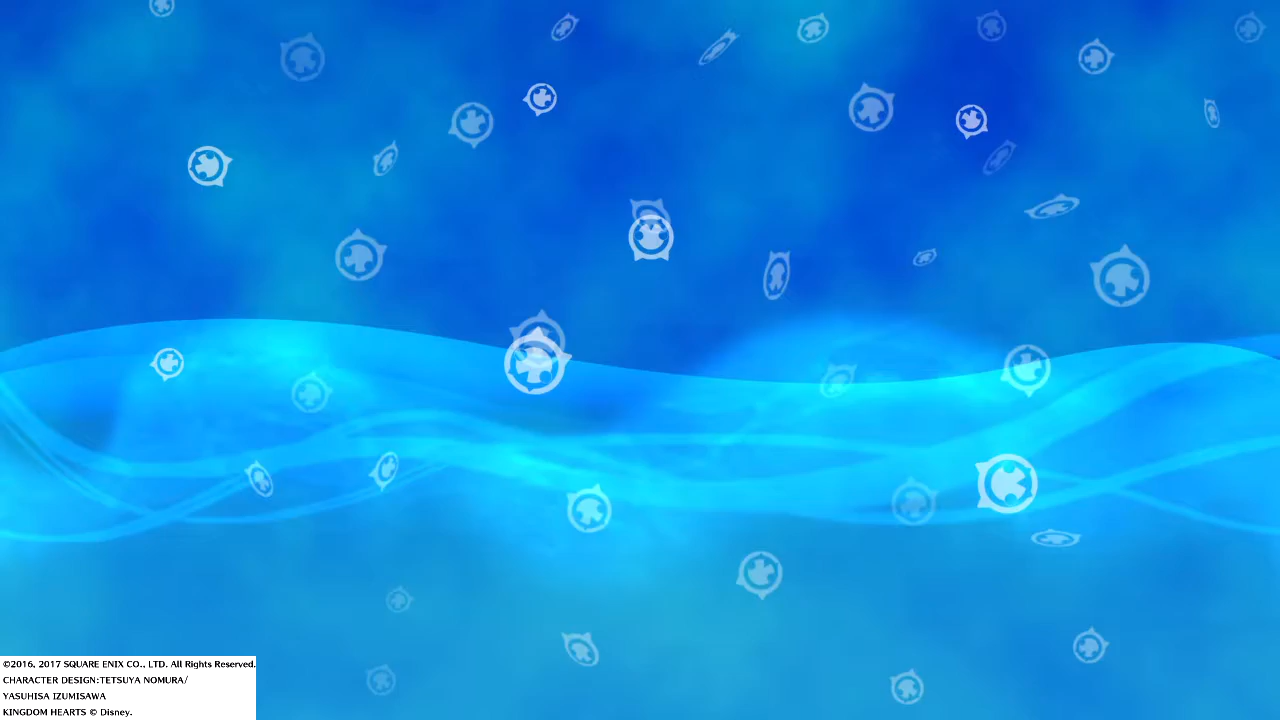 ©2016, 2017 SQUARE ENIX CO., LTD. All Rights Reserved.
CHARACTER DESIGN:TETSUYA NOMURA/
YASUHISA IZUMISAWA
KINGDOM HEARTS © Disney.